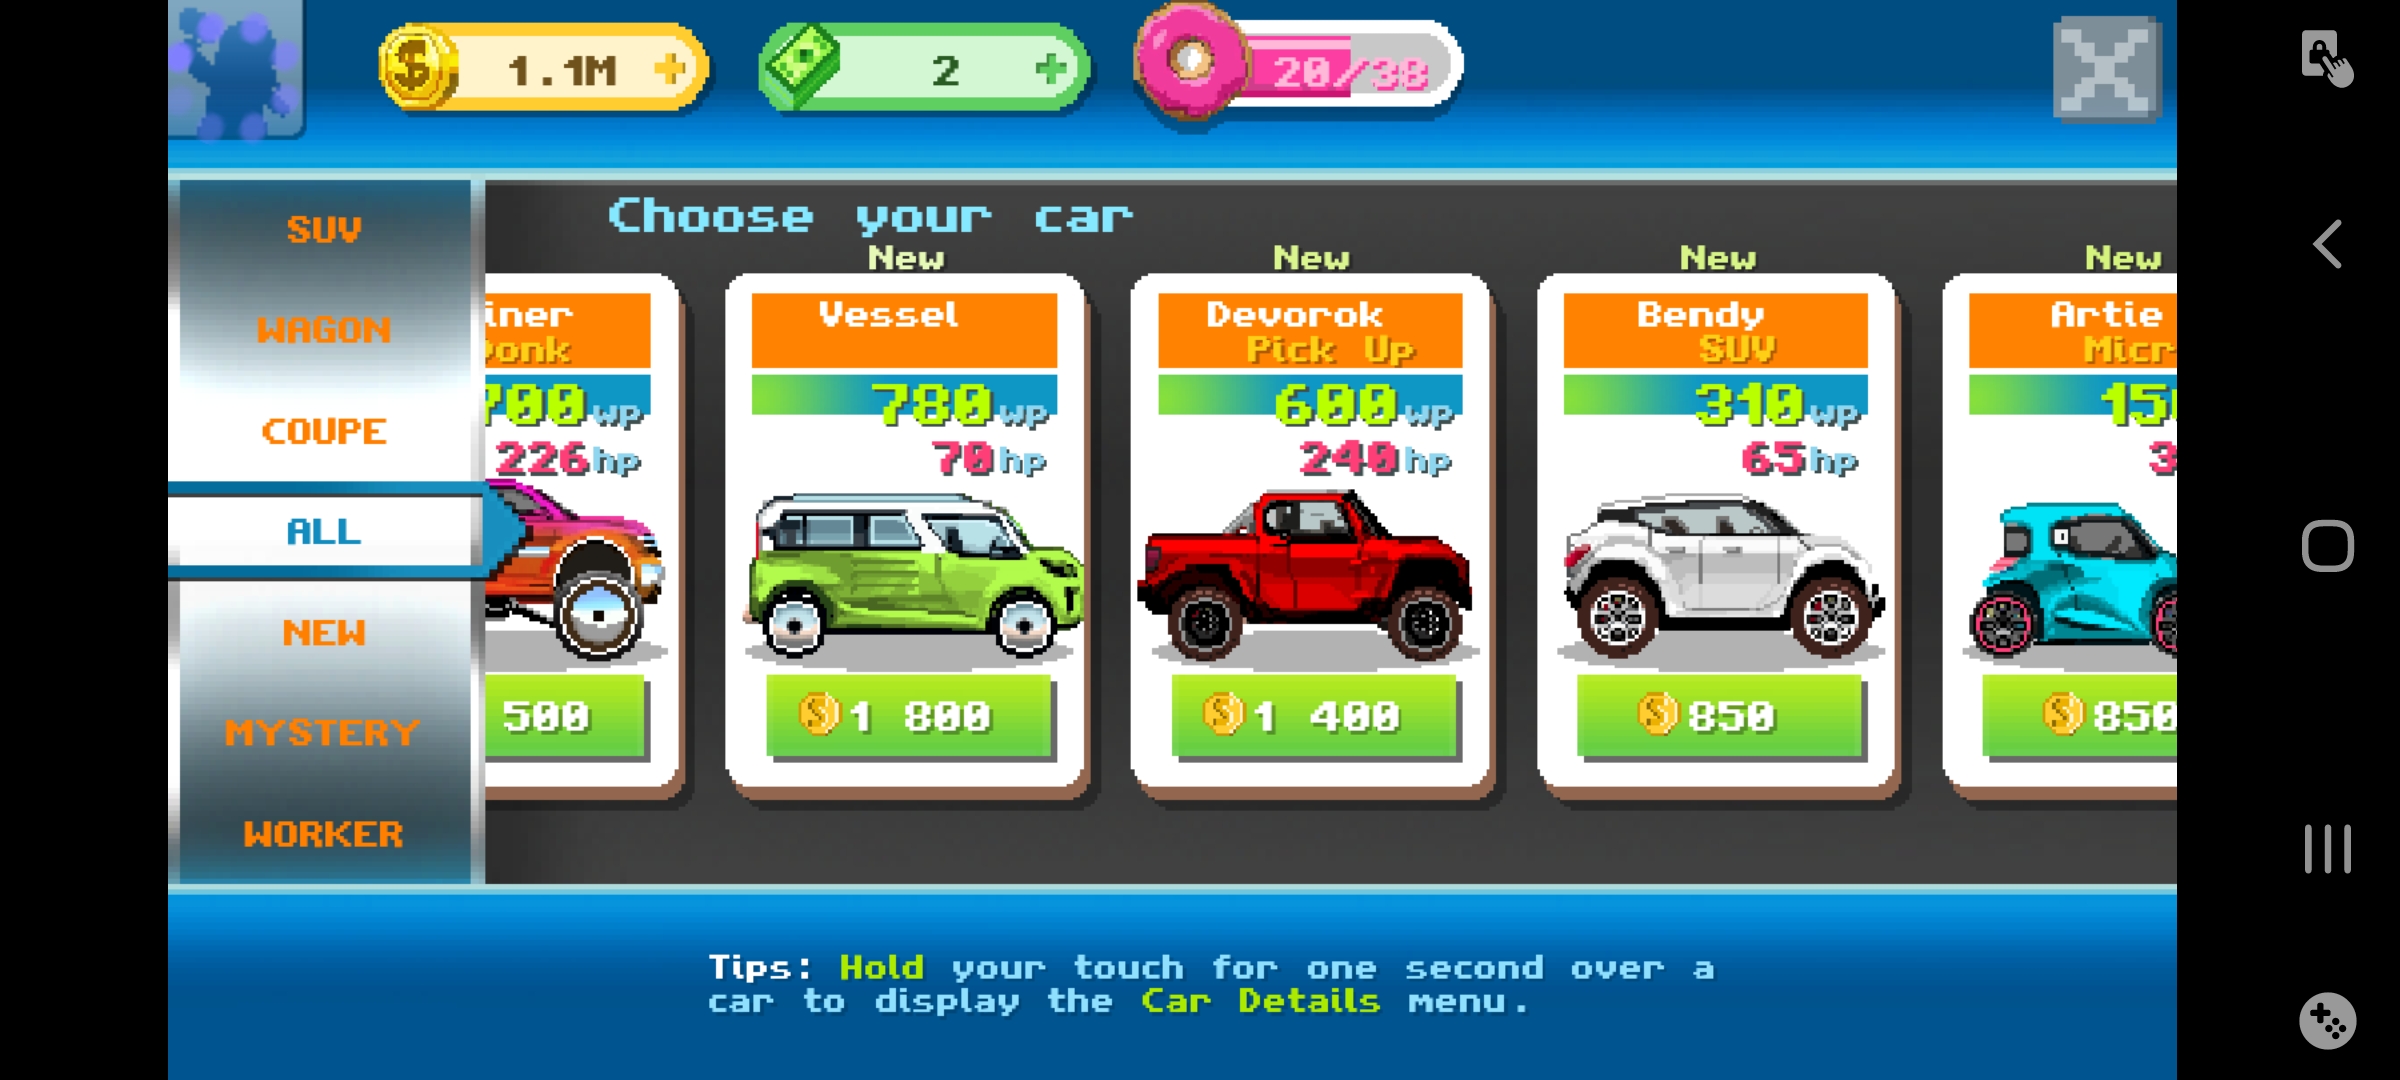 1.1M +
2 +
20/38
SUV
WAGON
COUPE
ALL
NEW
MYSTERY
WORKER
Choose your car
New
New
New
New
700wp
226hp
500
Vessel
780wp
70hp
1 800
Devorok
Pick Up
600wp
240hp
1 400
Bendy
SUV
310wp
65hp
850
Artie
850
Tips: Hold your touch for one second over a
car to display the Car Details menu.